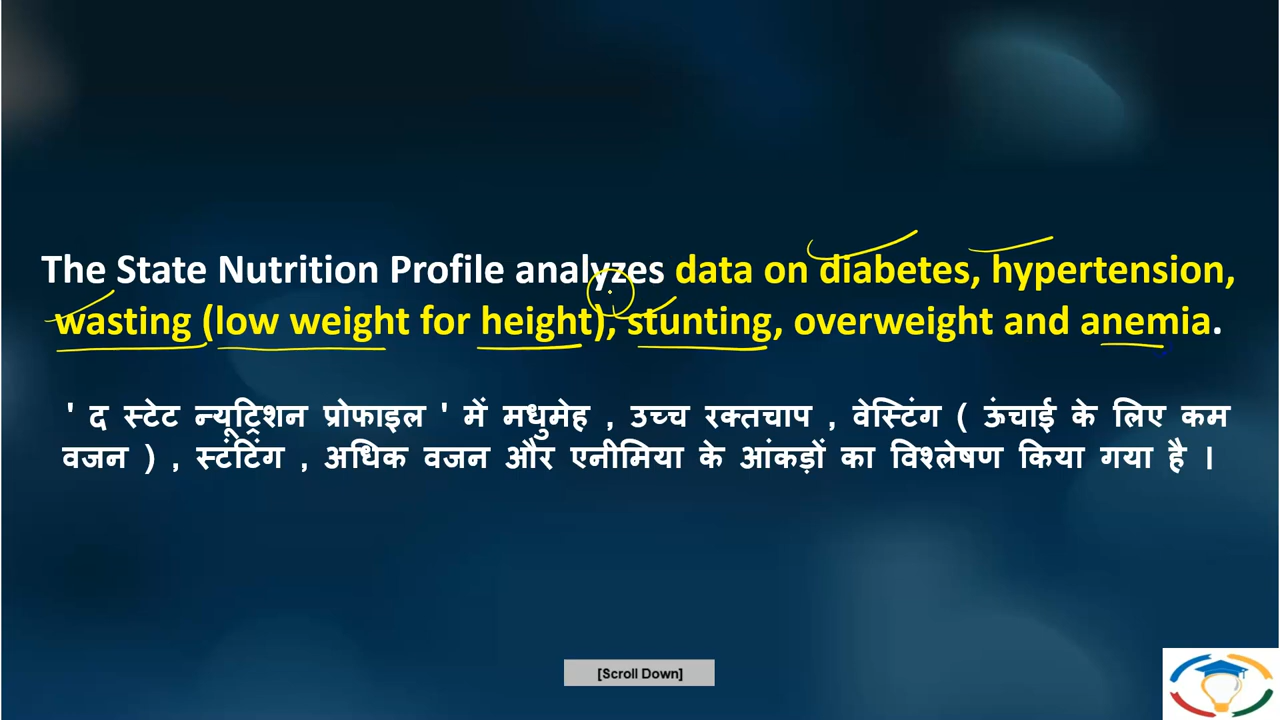 The State Nutrition Profile analyzes data on diabetes, hypertension,
wasting (low weight for height), stunting, overweight and anemia.
' द स्टेट न्यूट्रिशन प्रोफाइल ' में मधुमेह , उच्च रक्तचाप , वेस्टिंग ( ऊंचाई के लिए कम
वजन ) , स्टंटिंग , अधिक वजन और एनीमिया के आंकड़ों का विश्लेषण किया गया है ।
[Scroll Down]